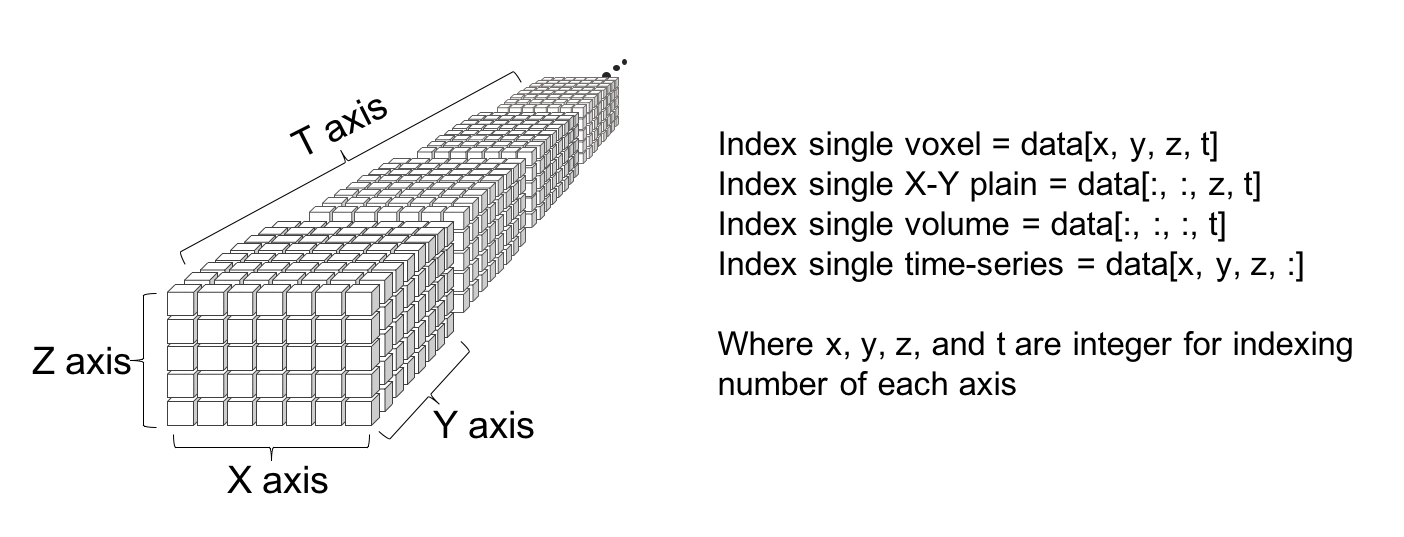 T axis
Z axis
Y axis
X axis
Index single voxel = data[x, y, z, t]
Index single X-Y plain = data[:, :, z, t]
Index single volume = data[:, :, :, t]
Index single time-series = data[x, y, z, :]
Where x, y, z, and t are integer for indexing
number of each axis